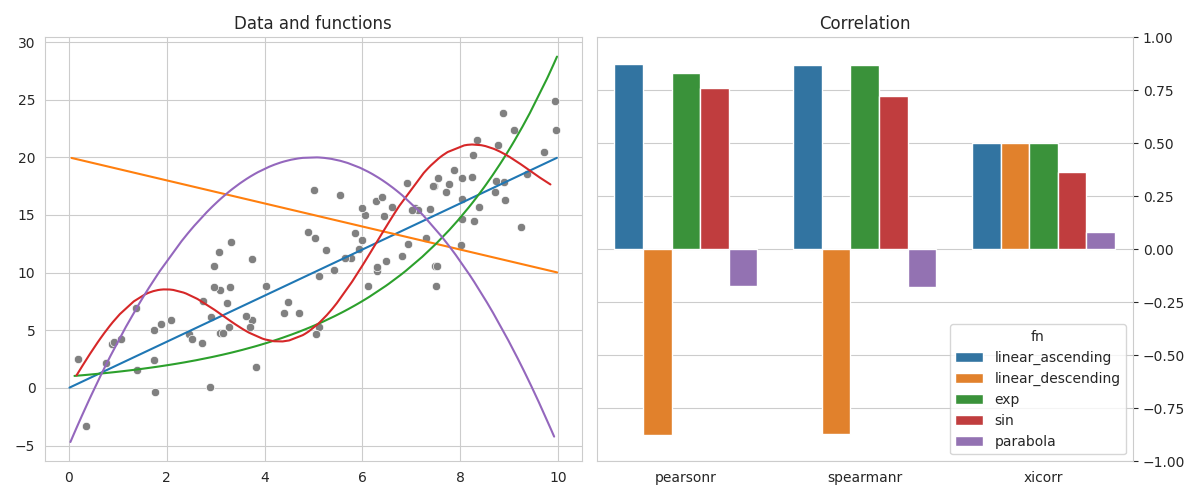 Data and functions
30
25
20
15
10
5
0
−5
0 2 4 6 8 10
Correlation
1.00
0.75
0.50
0.25
0.00
−0.25
−0.50
−0.75
−1.00
fn
linear_ascending
linear_descending
exp
sin
parabola
pearsonr spearmanr xicorr